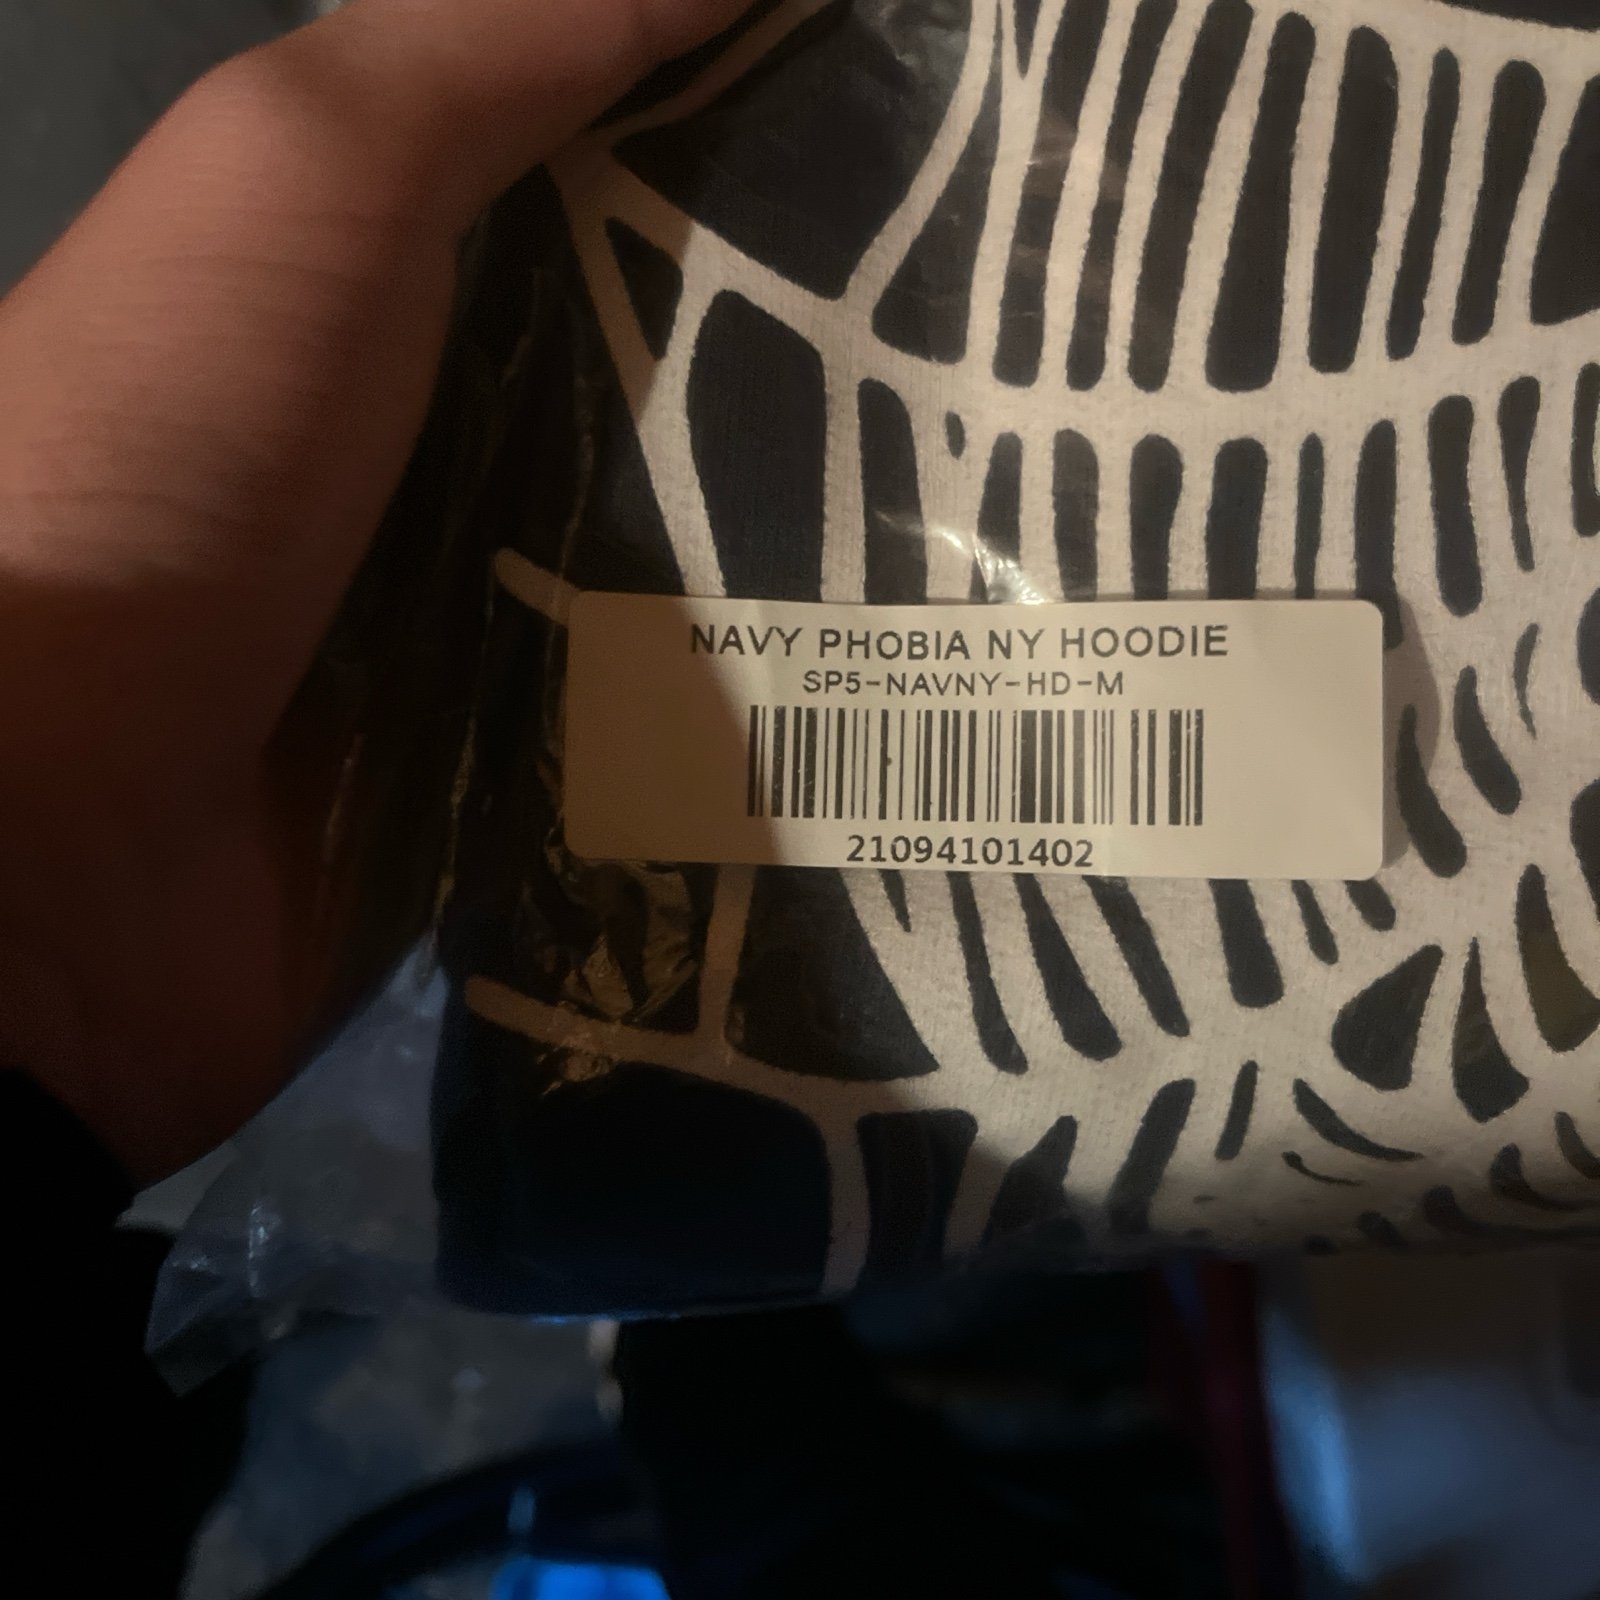 NAVY PHOBIA NY HOODIE
SP5-NAVNY-HD-M
21094101402